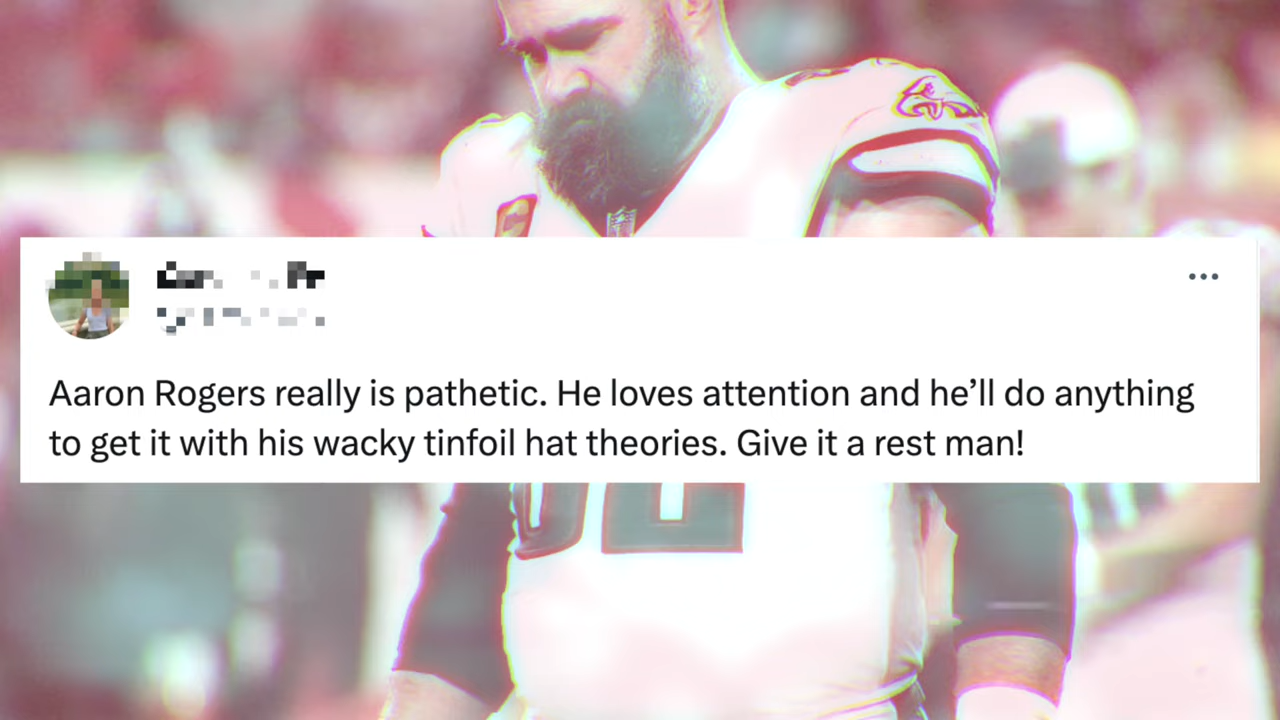 Aaron Rogers really is pathetic. He loves attention and he’ll do anything
to get it with his wacky tinfoil hat theories. Give it a rest man!